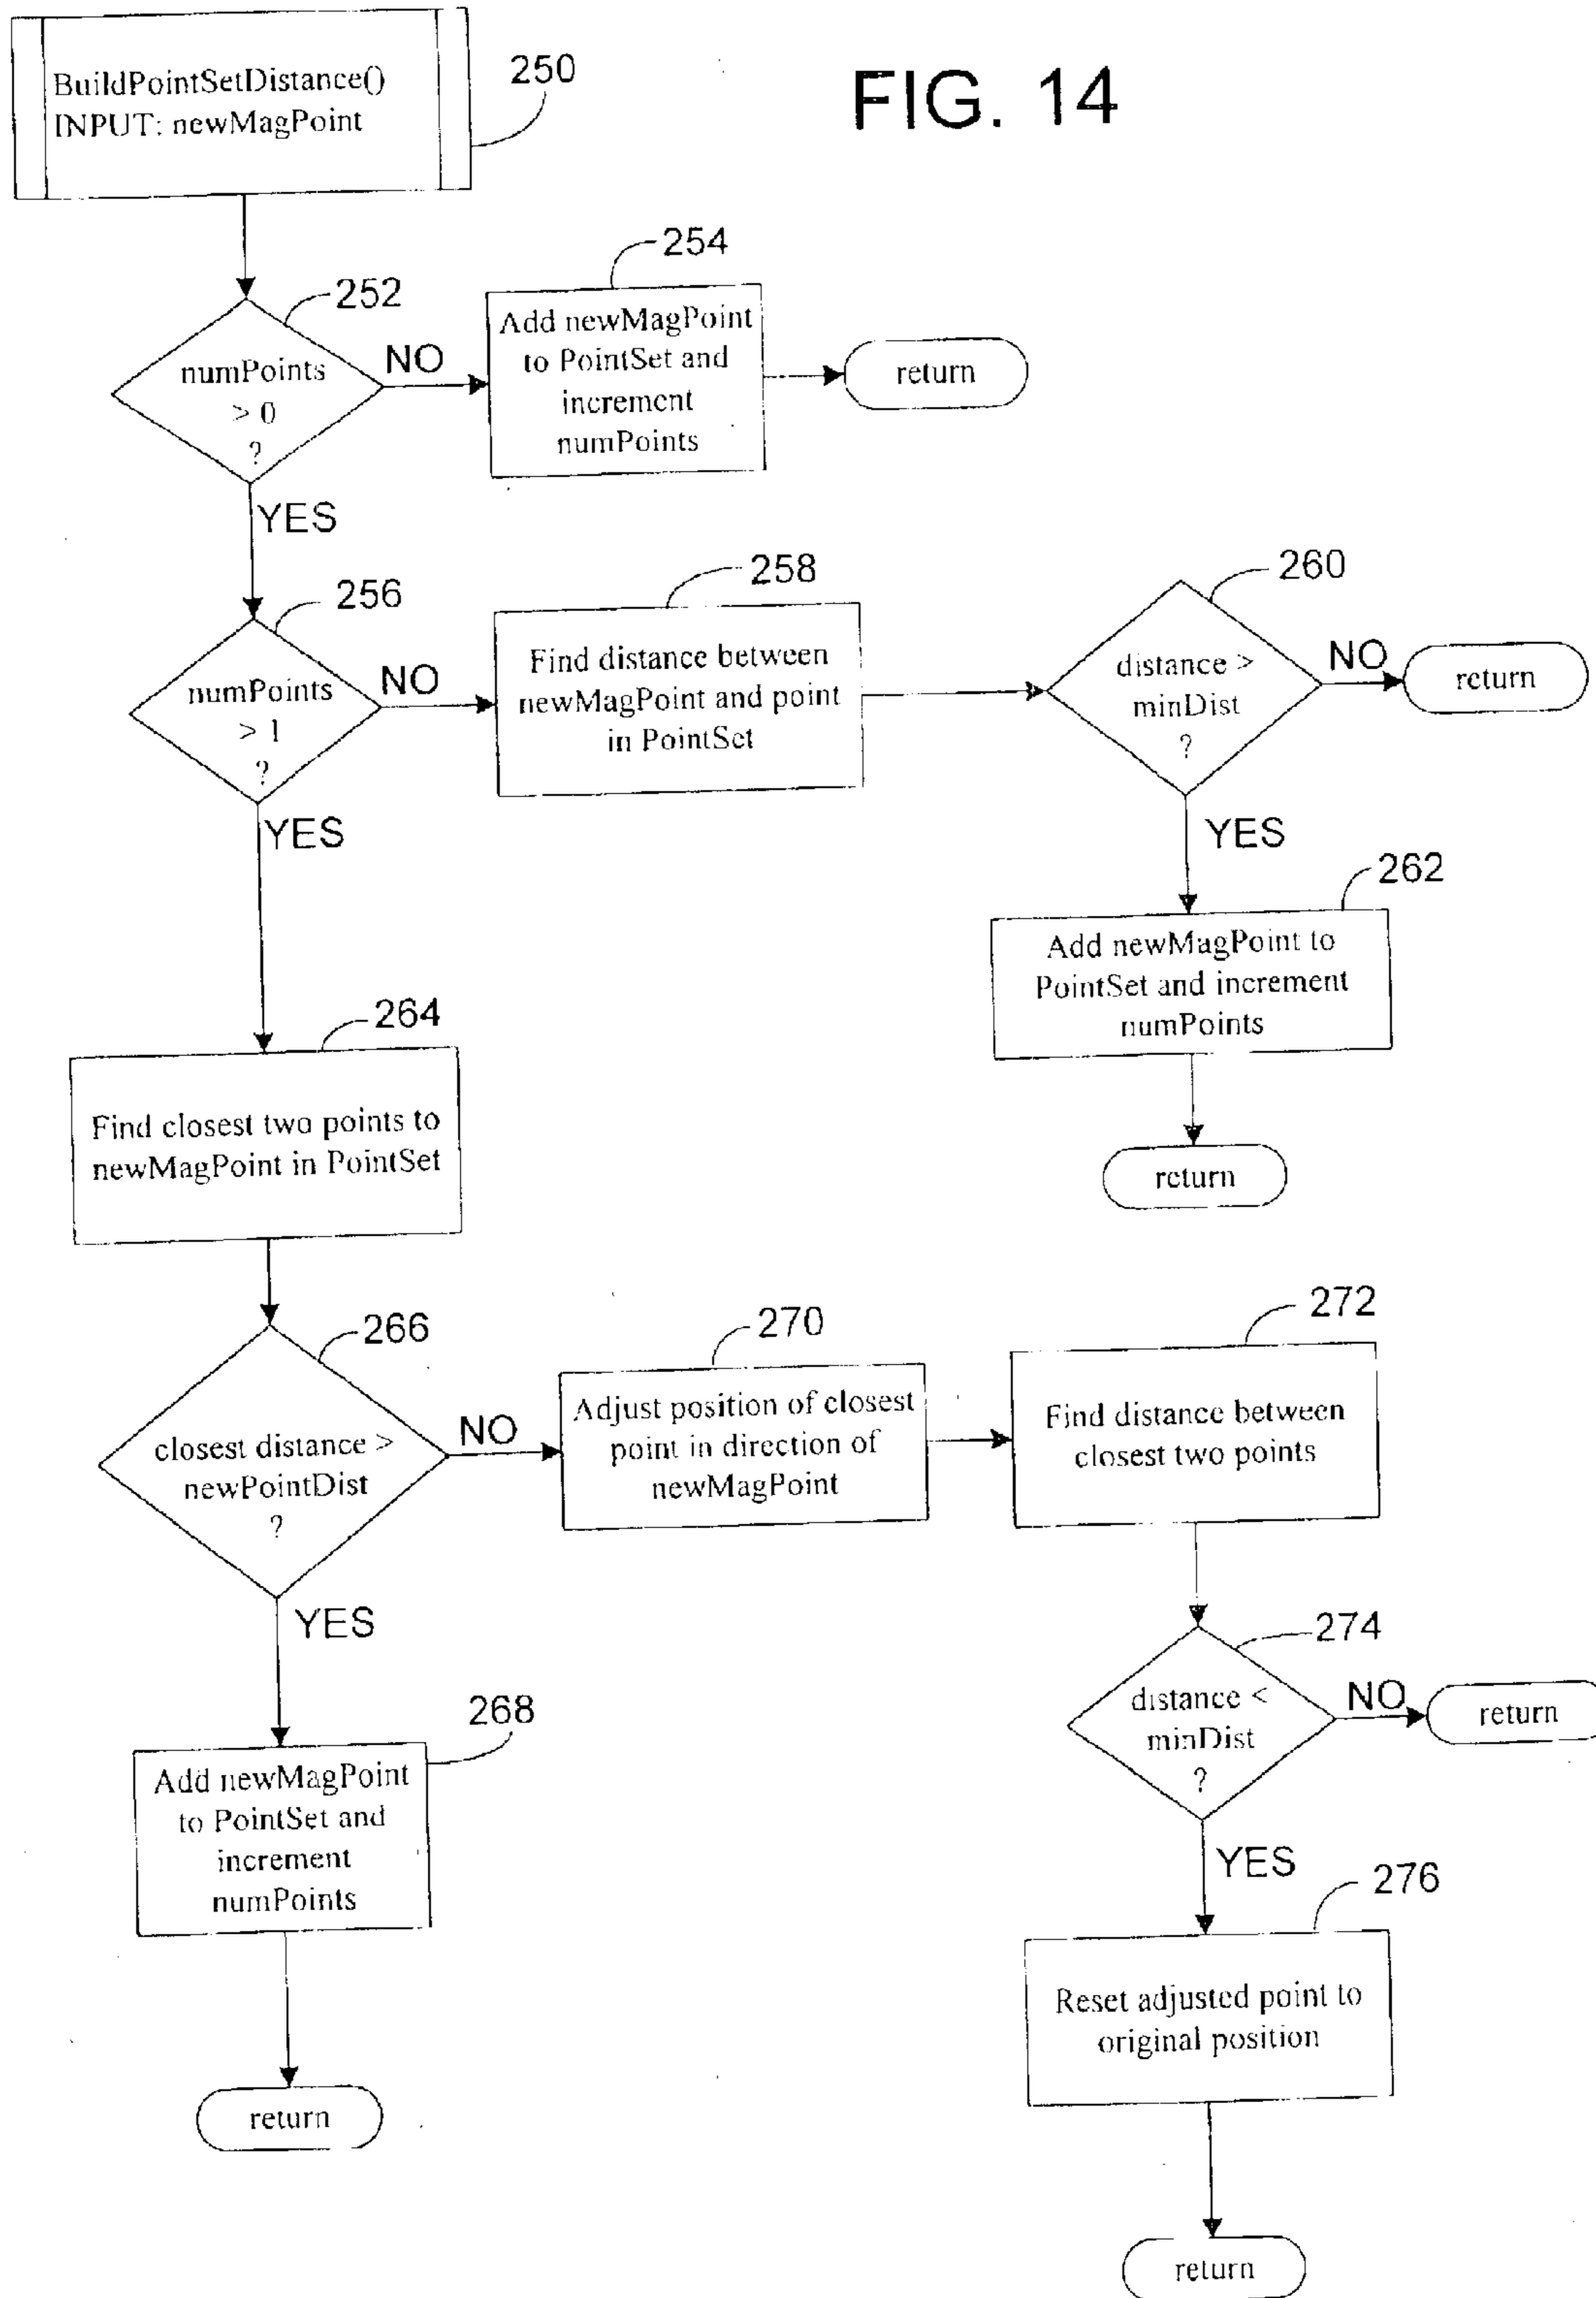 FIG. 14
BuildPointSetDistance()
INPUT: newMagPoint
250
252
numPoints
> 0
?
NO
254
Add newMagPoint
to PointSet and
increment
numPoints
return
YES
256
numPoints
> 1
?
NO
258
Find distance between
newMagPoint and point
in PointSet
260
distance >
minDist
?
NO
return
YES
262
Add newMagPoint to
PointSet and increment
numPoints
return
YES
264
Find closest two points to
newMagPoint in PointSet
266
closest distance >
newPointDist
?
NO
270
Adjust position of closest
point in direction of
newMagPoint
272
Find distance between
closest two points
274
distance <
minDist
?
NO
return
YES
276
Reset adjusted point to
original position
return
YES
268
Add newMagPoint
to PointSet and
increment
numPoints
return